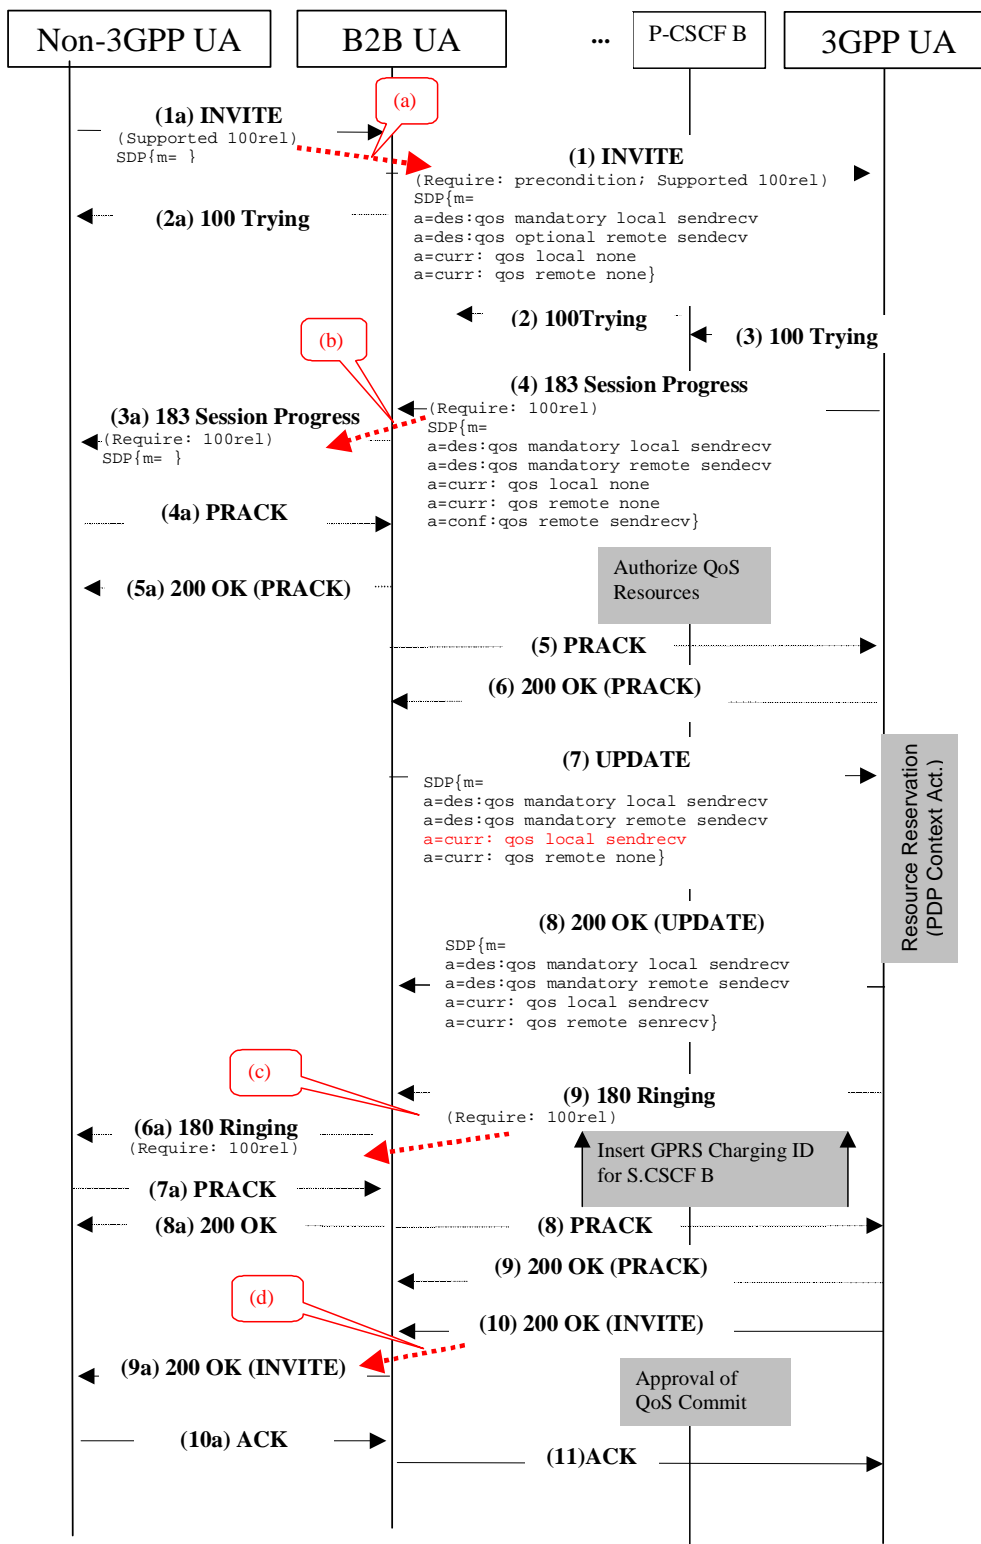 Non-3GPP UA
B2B UA
...
P-CSCF B
3GPP UA
(a)
(1a) INVITE
(Supported 100rel)
SDP{m= }
(1) INVITE
(Require: precondition; Supported 100rel)
SDP{m=
a=des:qos mandatory local sendrecv
a=des:qos optional remote sendecv
a=curr: qos local none
a=curr: qos remote none}
(2a) 100 Trying
(2) 100Trying
(3) 100 Trying
(b)
(4) 183 Session Progress
(Require: 100rel)
SDP{m=
a=des:qos mandatory local sendrecv
a=des:qos mandatory remote sendecv
a=curr: qos local none
a=curr: qos remote none
a=conf:qos remote sendrecv}
(3a) 183 Session Progress
(Require: 100rel)
SDP{m= }
(4a) PRACK
Authorize QoS
Resources
(5a) 200 OK (PRACK)
(5) PRACK
(6) 200 OK (PRACK)
(7) UPDATE
SDP{m=
a=des:qos mandatory local sendrecv
a=des:qos mandatory remote sendecv
a=curr: qos local sendrecv
a=curr: qos remote none}
Resource Reservation
(PDP Context Act.)
(8) 200 OK (UPDATE)
SDP{m=
a=des:qos mandatory local sendrecv
a=des:qos mandatory remote sendecv
a=curr: qos local sendrecv
a=curr: qos remote senrecv}
(c)
(9) 180 Ringing
(Require: 100rel)
(6a) 180 Ringing
(Require: 100rel)
Insert GPRS Charging ID
for S.CSCF B
(7a) PRACK
(8a) 200 OK
(8) PRACK
(9) 200 OK (PRACK)
(d)
(10) 200 OK (INVITE)
(9a) 200 OK (INVITE)
Approval of
QoS Commit
(10a) ACK
(11)ACK